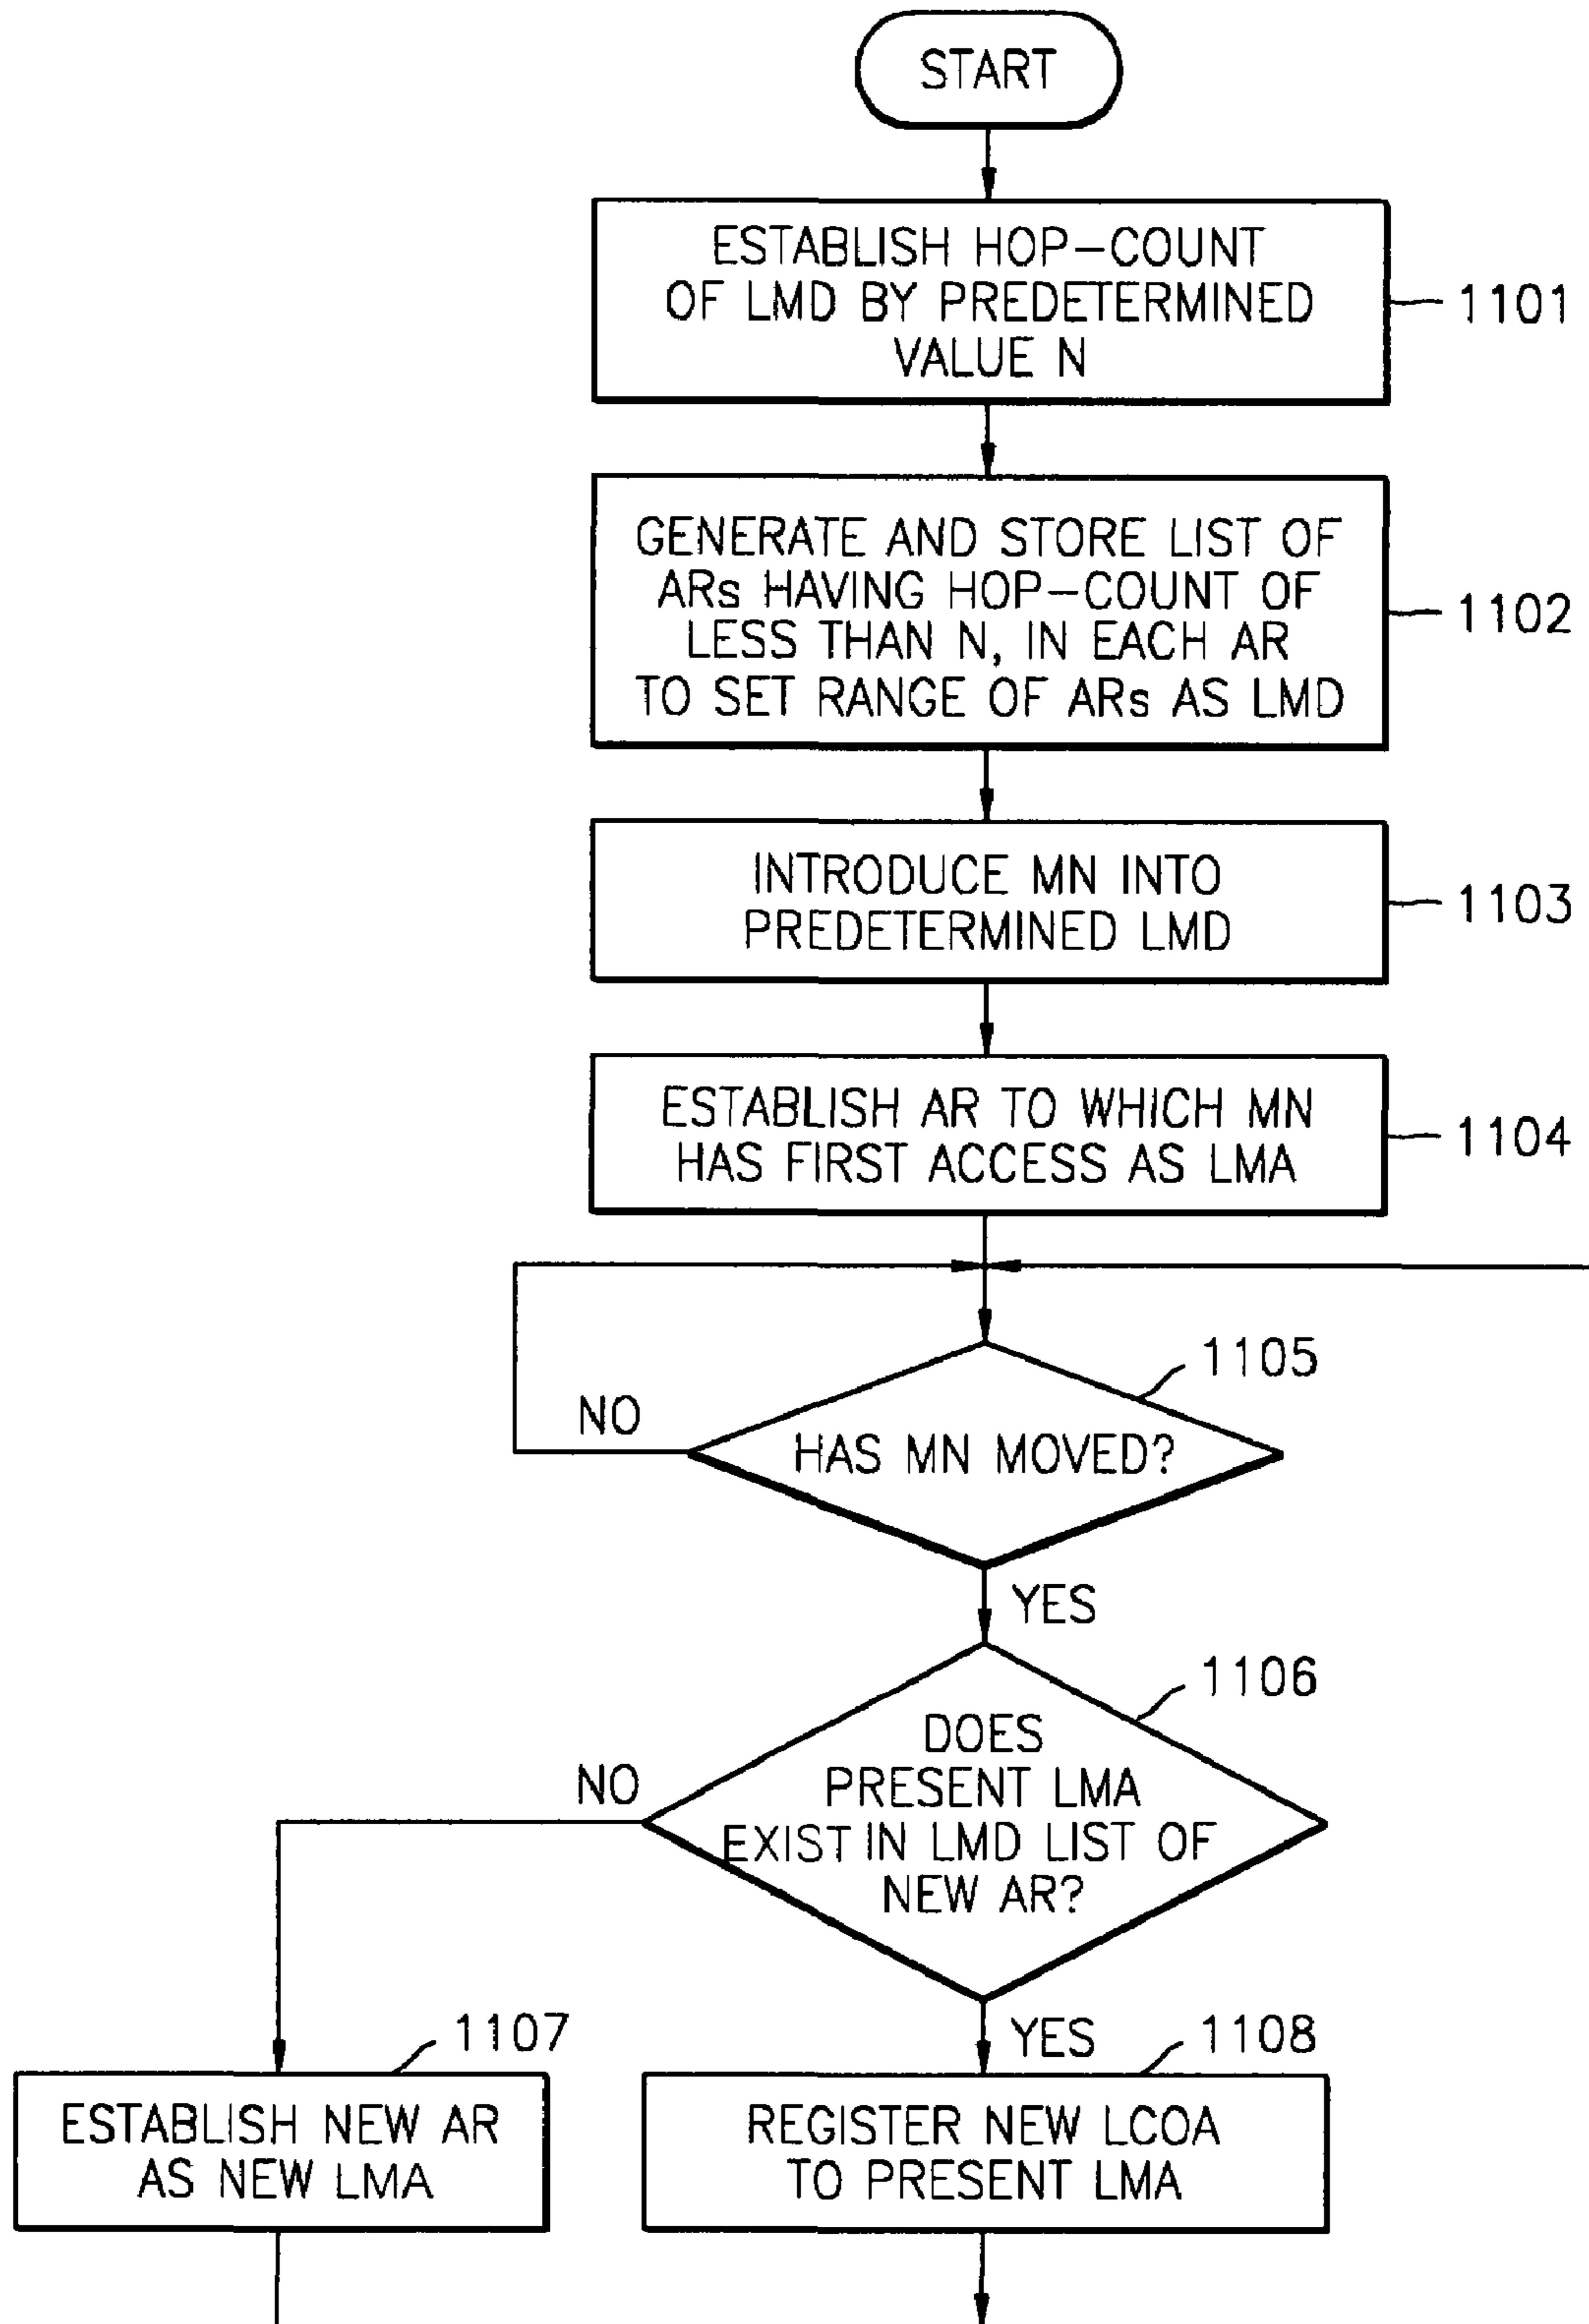 START
ESTABLISH HOP-COUNT
OF LMD BY PREDETERMINED
VALUE N
1101
GENERATE AND STORE LIST OF
ARs HAVING HOP-COUNT OF
LESS THAN N, IN EACH AR
TO SET RANGE OF ARs AS LMD
1102
INTRODUCE MN INTO
PREDETERMINED LMD
1103
ESTABLISH AR TO WHICH MN
HAS FIRST ACCESS AS LMA
1104
1105
NO
HAS MN MOVED?
YES
1106
DOES
PRESENT LMA
EXIST IN LMD LIST OF
NEW AR?
NO
YES
1107
ESTABLISH NEW AR
AS NEW LMA
1108
REGISTER NEW LCOA
TO PRESENT LMA